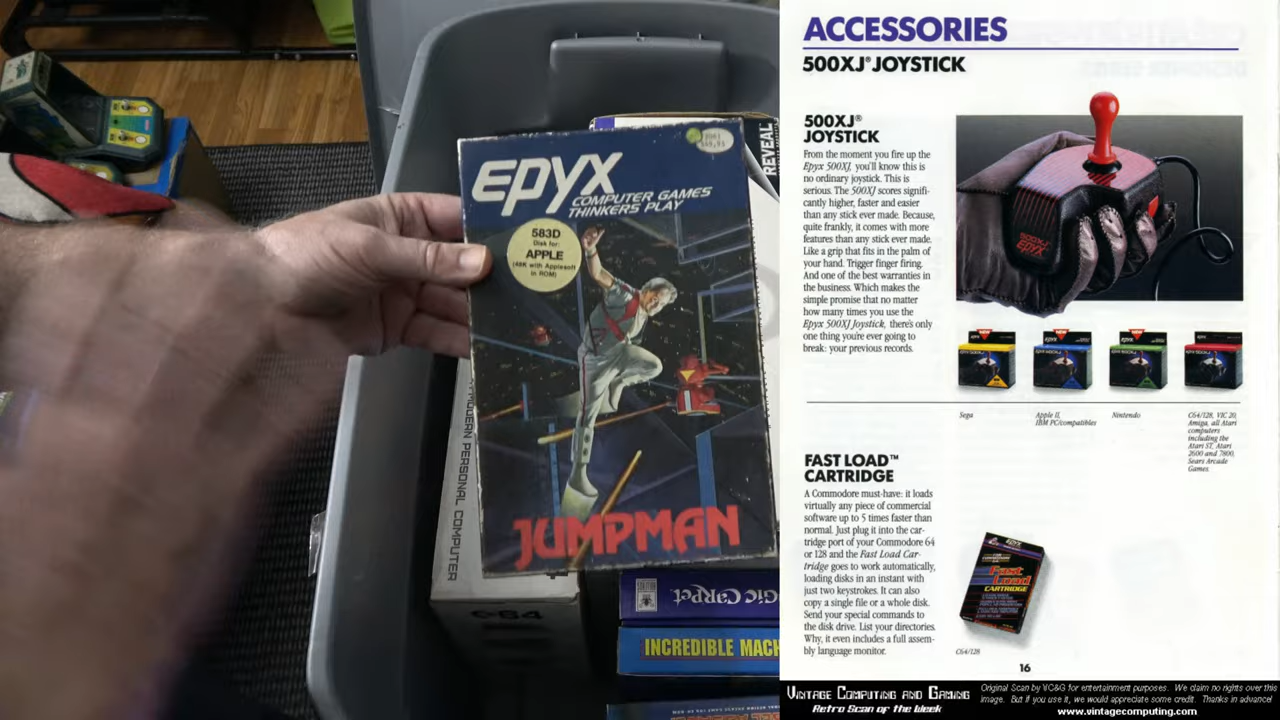 EPYX
COMPUTER GAMES
THINKERS PLAY
583D
Disk for:
APPLE
(48K with Applesoft
in ROM)
JUMPMAN
REVEAL
MODERN PERSONAL COMPUTER
64
INCREDIBLE MACH
ACCESSORIES
500XJ® JOYSTICK
500XJ®
JOYSTICK
From the moment you fire up the
Epyx 500XJ, you'll know this is
no ordinary joystick. This is
serious. The 500XJ scores signifi-
cantly higher, faster and easier
than any stick ever made. Because,
quite frankly, it comes with more
features than any stick ever made.
Like a grip that fits in the palm of
your hand. Trigger finger firing.
And one of the best warranties in
the business. Which makes the
simple promise that no matter
how many times you use the
Epyx 500XJ Joystick, there's only
one thing you're ever going to
break: your previous records.
500XJ
EPYX
Sega
Apple II,
IBM PC/compatibles
Nintendo
C64/128, VIC 20,
Amiga, all Atari
computers
including the
Atari ST, Atari
2600 and 7800,
Sears Arcade
Games.
FAST LOAD™
CARTRIDGE
A Commodore must-have: it loads
virtually any piece of commercial
software up to 5 times faster than
normal. Just plug it into the car-
tridge port of your Commodore 64
or 128 and the Fast Load Car-
tridge goes to work automatically,
loading disks in an instant with
just two keystrokes. It can also
copy a single file or a whole disk.
Send your special commands to
the disk drive. List your directories.
Why, it even includes a full assem-
bly language monitor.
EPYX
Fast
Load
CARTRIDGE
C64/128
16
VINTAGE COMPUTING AND GAMING
Retro Scan of the Week
Original Scan by VC&G for entertainment purposes. We claim no rights over this
image. But if you use it, we would appreciate some credit. Thanks in advance!
www.vintagecomputing.com